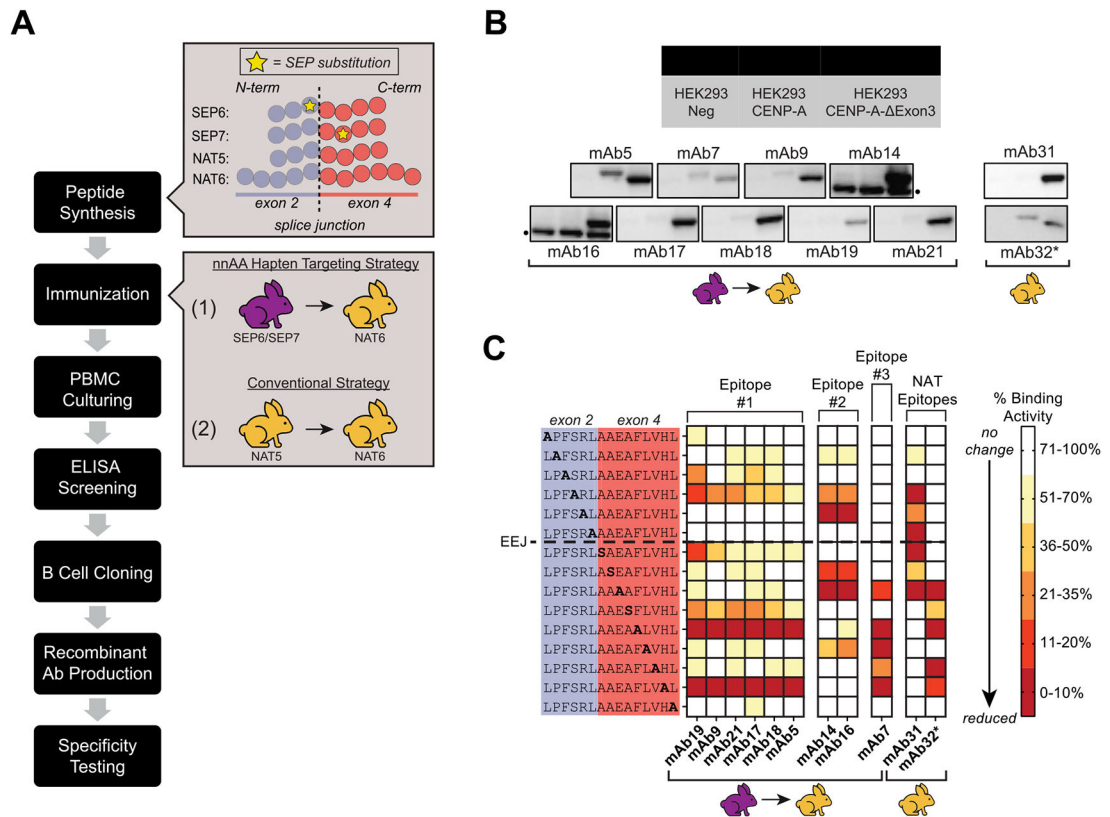 A
= SEP substitution
N-term
C-term
SEP6:
SEP7:
NAT5:
NAT6:
exon 2
exon 4
splice junction
Peptide
Synthesis
Immunization
PBMC
Culturing
ELISA
Screening
B Cell Cloning
Recombinant
Ab Production
Specificity
Testing
nnAA Hapten Targeting Strategy
(1)
SEP6/SEP7
NAT6
Conventional Strategy
(2)
NAT5
NAT6
B
HEK293
Neg
HEK293
CENP-A
HEK293
CENP-A-ΔExon3
mAb5
mAb7
mAb9
mAb14
mAb31
mAb16
mAb17
mAb18
mAb19
mAb21
mAb32*
C
Epitope
#1
Epitope
#2
Epitope
#3
NAT
Epitopes
exon 2
exon 4
APFSRLAAEAFLVHL
LAFSRLAAEAFLVHL
LPASRLAAEAFLVHL
LPFARLAAEAFLVHL
LPFSALAAEAFLVHL
LPFSRAAAEAFLVHL
EEJ
LPFSRLSAEAFLVHL
LPFSRLASEAFLVHL
LPFSRLAAAAFLVHL
LPFSRLAAESFLVHL
LPFSRLAAEAALVHL
LPFSRLAAEAFAVHL
LPFSRLAAEAFLAHL
LPFSRLAAEAFLVAL
LPFSRLAAEAFLVHA
mAb19
mAb9
mAb21
mAb17
mAb18
mAb5
mAb14
mAb16
mAb7
mAb31
mAb32*
% Binding
Activity
no
change
reduced
71-100%
51-70%
36-50%
21-35%
11-20%
0-10%